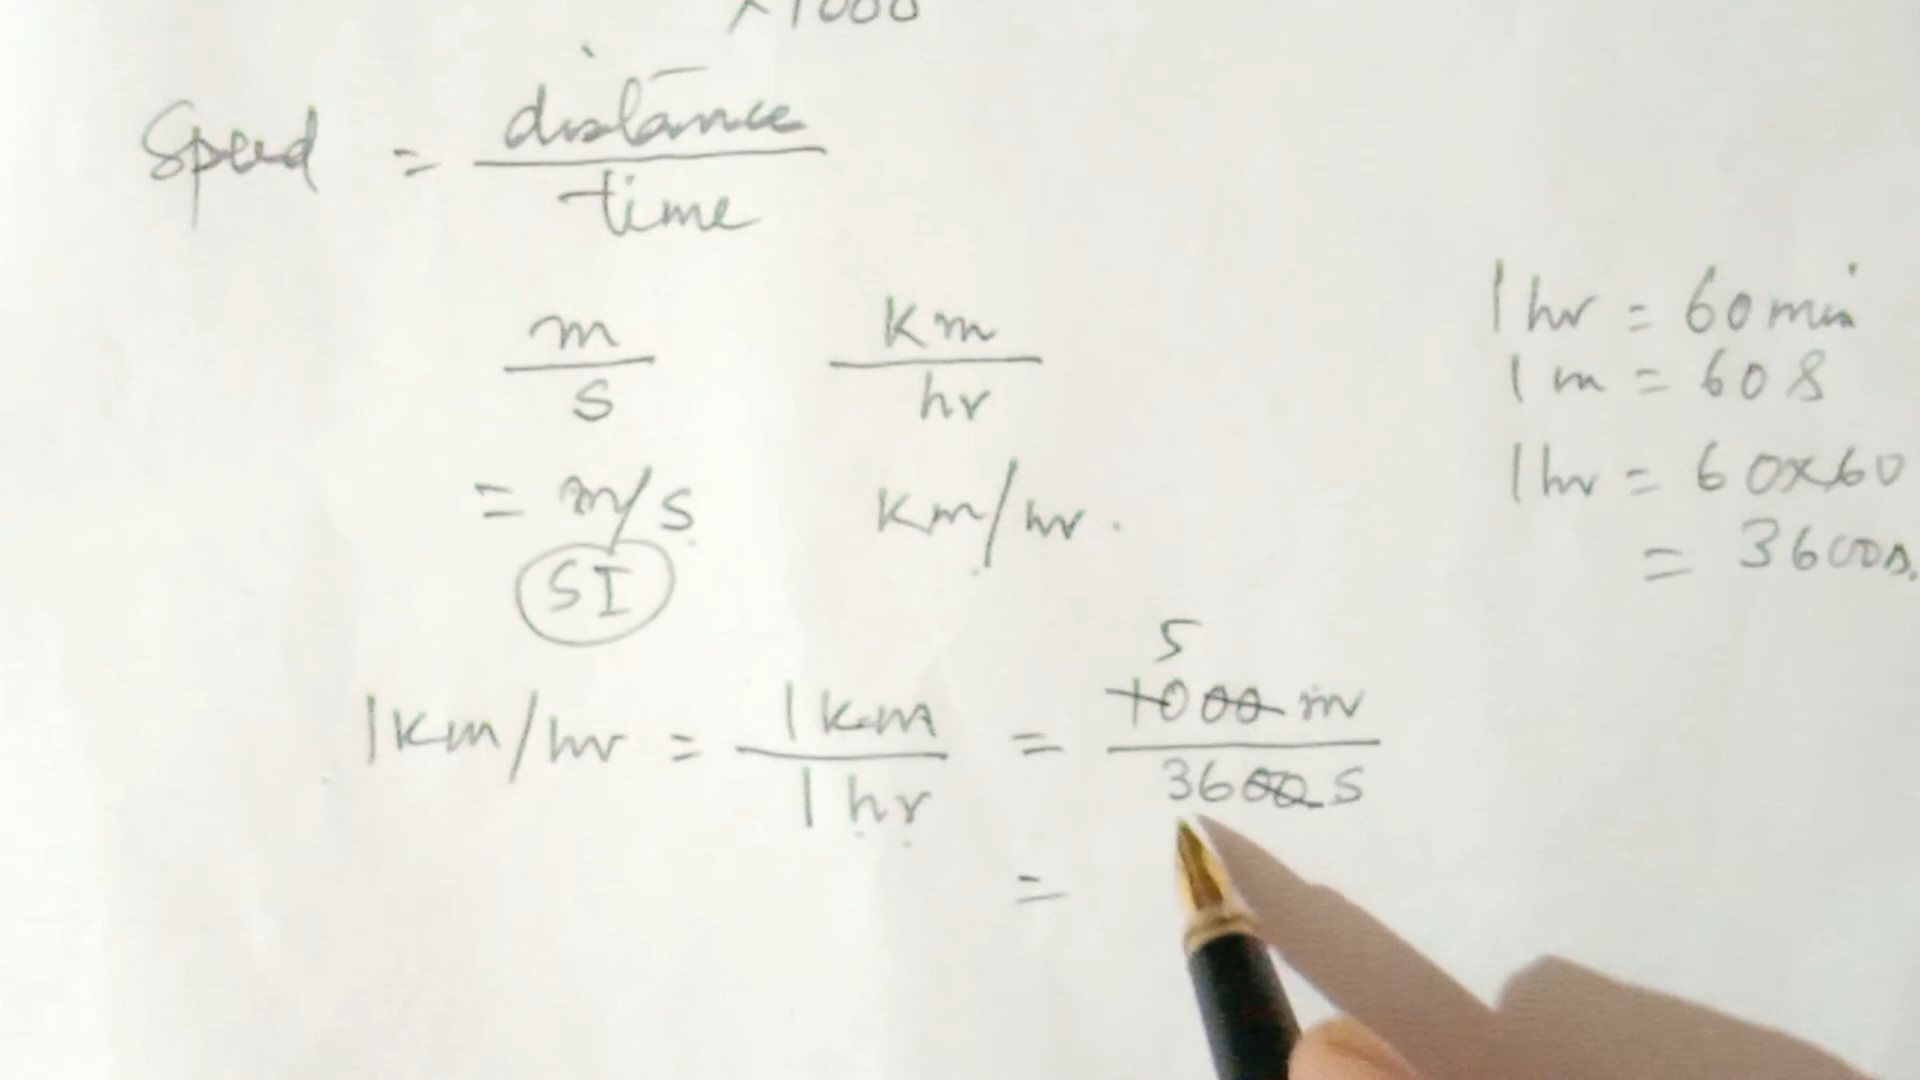 ×1000
Speed = distance
time
m
s
km
hr
= m/s
km/hr.
SI
1 hr = 60 min
1 m = 60 s
1 hr = 60×60
= 3600s.
1 km/hr = 1 km = 1000 m
1 hr 3600 s
5
=